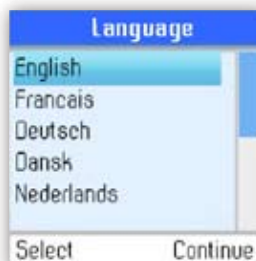 Language
English
Francais
Deutsch
Dansk
Nederlands
Select Continue